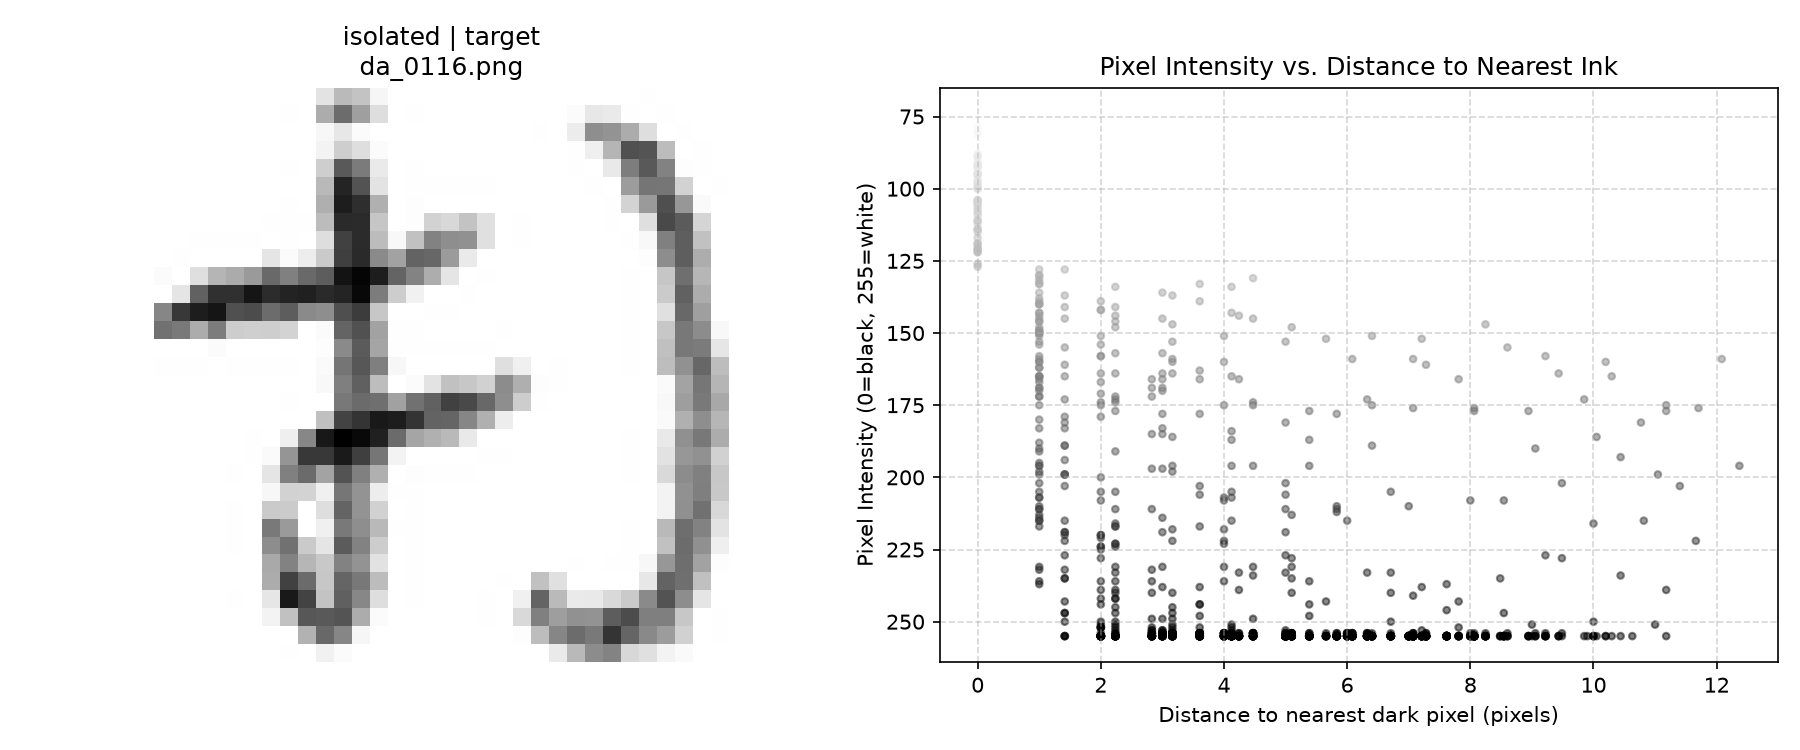 isolated | target
da_0116.png
Pixel Intensity vs. Distance to Nearest Ink
Pixel Intensity (0=black, 255=white)
75
100
125
150
175
200
225
250
0 2 4 6 8 10 12
Distance to nearest dark pixel (pixels)